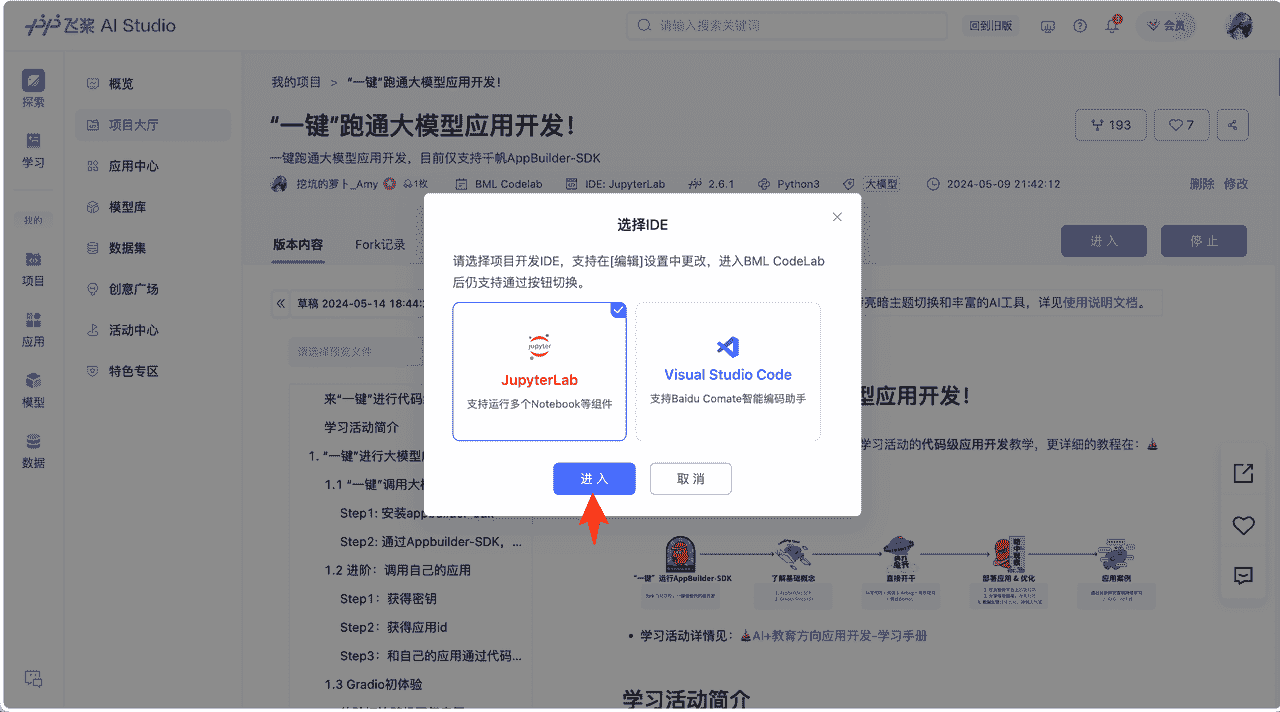 飞桨 AI Studio
请输入搜索关键词
回到旧版
3
会员
探索
学习
我的
项目
应用
模型
数据
概览
项目大厅
应用中心
模型库
数据集
创意广场
活动中心
特色专区
我的项目 > “一键”跑通大模型应用开发!
“一键”跑通大模型应用开发!
193
7
一键跑通大模型应用开发，目前仅支持千帆AppBuilder-SDK
挖坑的萝卜_Amy 1枚 BML Codelab IDE: JupyterLab 2.6.1 Python3 大模型 2024-05-09 21:42:12
删除 修改
版本内容
Fork记录
进 入
停 止
草稿 2024-05-14 18:44:
亮暗主题切换和丰富的AI工具，详见使用说明文档。
请选择预览文件
来“一键”进行代码
学习活动简介
1. “一键”进行大模型
1.1 “一键”调用大
Step1: 安装appbuilder-sdk
Step2: 通过Appbuilder-SDK，...
1.2 进阶：调用自己的应用
Step1：获得密钥
Step2：获得应用id
Step3：和自己的应用通过代码...
1.3 Gradio初体验
选择IDE
请选择项目开发IDE，支持在[编辑]设置中更改，进入BML CodeLab
后仍支持通过按钮切换。
jupyter
JupyterLab
支持运行多个Notebook等组件
Visual Studio Code
支持Baidu Comate智能编码助手
进 入
取 消
型应用开发!
学习活动的代码级应用开发教学，更详细的教程在：
“一键” 运行AppBuilder-SDK
了解基础概念
直接开干
部署应用 & 优化
应用案例
• 学习活动详情见： AI+教育方向应用开发-学习手册
学习活动简介